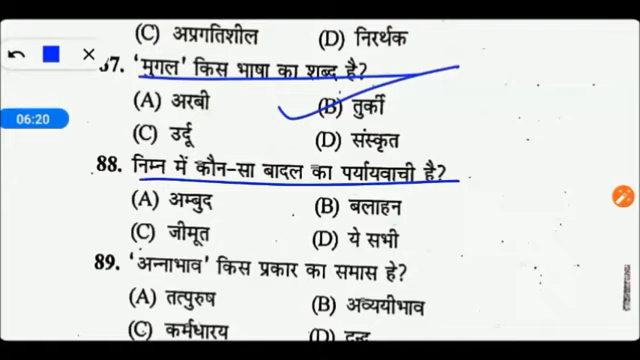 (C) अप्रगतिशील (D) निरर्थक
87. 'मुगल' किस भाषा का शब्द है?
(A) अरबी (B) तुर्की
06:20
(C) उर्दू (D) संस्कृत
88. निम्न में कौन-सा बादल का पर्यायवाची है?
(A) अम्बुद (B) बलाहन
(C) जीमूत (D) ये सभी
89. 'अन्नाभाव' किस प्रकार का समास हे?
(A) तत्पुरुष (B) अव्ययीभाव
(C) कर्मधारय (D) द्वन्द्व